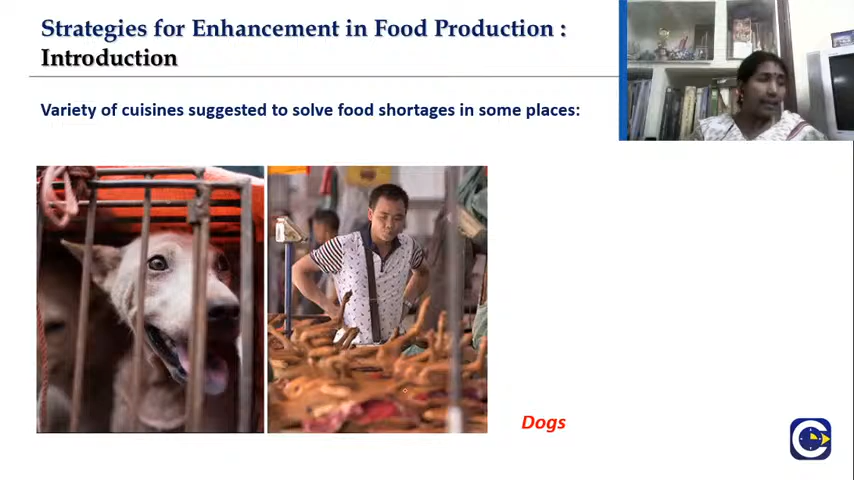 Strategies for Enhancement in Food Production :
Introduction
Variety of cuisines suggested to solve food shortages in some places:
Dogs